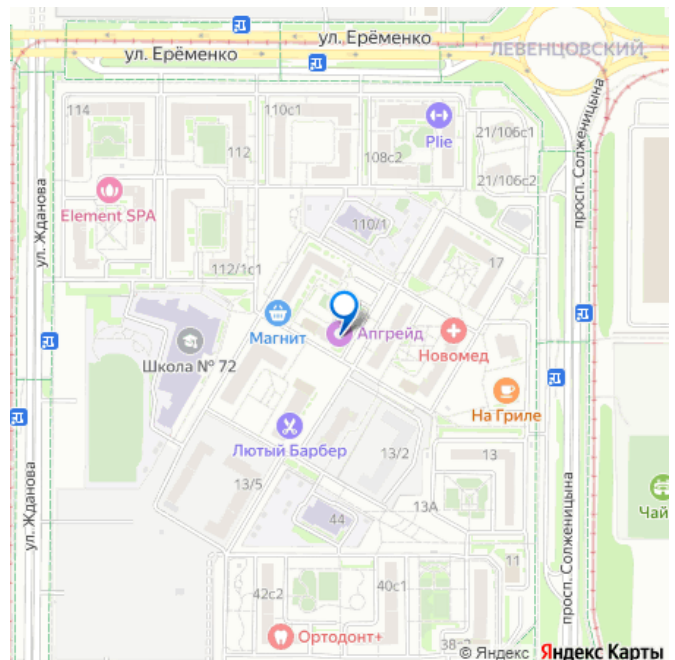 ул. Ерёменко
ул. Ерёменко
ЛЕВЕНЦОВСКИЙ
114
110с1
Plie
112
108с2
21/106с1
просп. Солженицына
Element SPA
21/106с2
ул. Жданова
110/1
112/1с1
17
Магнит
Апгрейд
Новомед
Школа № 72
На Гриле
Лютый Барбер
13/2
13
13/5
13А
Чай
ул. Жданова
44
просп. Солженицына
11
42с2
40с1
Ортодонт+
© Яндекс Яндекс Карты